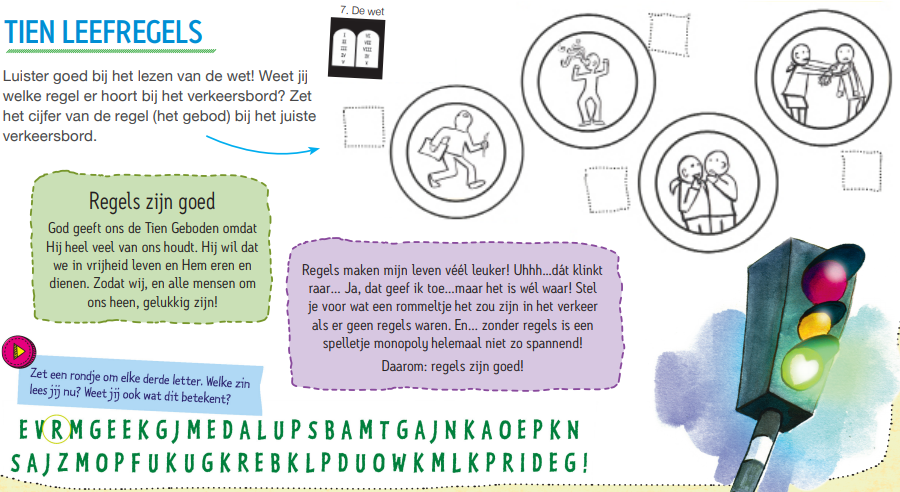 TIEN LEEFREGELS
7. De wet
I VI
II VII
III VIII
IV IX
V X
Luister goed bij het lezen van de wet! Weet jij
welke regel er hoort bij het verkeersbord? Zet
het cijfer van de regel (het gebod) bij het juiste
verkeersbord.
Regels zijn goed
God geeft ons de Tien Geboden omdat
Hij heel veel van ons houdt. Hij wil dat
we in vrijheid leven en Hem eren en
dienen. Zodat wij, en alle mensen om
ons heen, gelukkig zijn!
Regels maken mijn leven véél leuker! Uhhh...dát klinkt
raar... Ja, dat geef ik toe...maar het is wél waar! Stel
je voor wat een rommeltje het zou zijn in het verkeer
als er geen regels waren. En... zonder regels is een
spelletje monopoly helemaal niet zo spannend!
Daarom: regels zijn goed!
Zet een rondje om elke derde letter. Welke zin
lees jij nu? Weet jij ook wat dit betekent?
EVRMGEEKGJMEDALUPSBAMTGAJNKAOEPKN
SAJZMOPFUKUGKREBKLPDUOWKMLKPRIDEG!